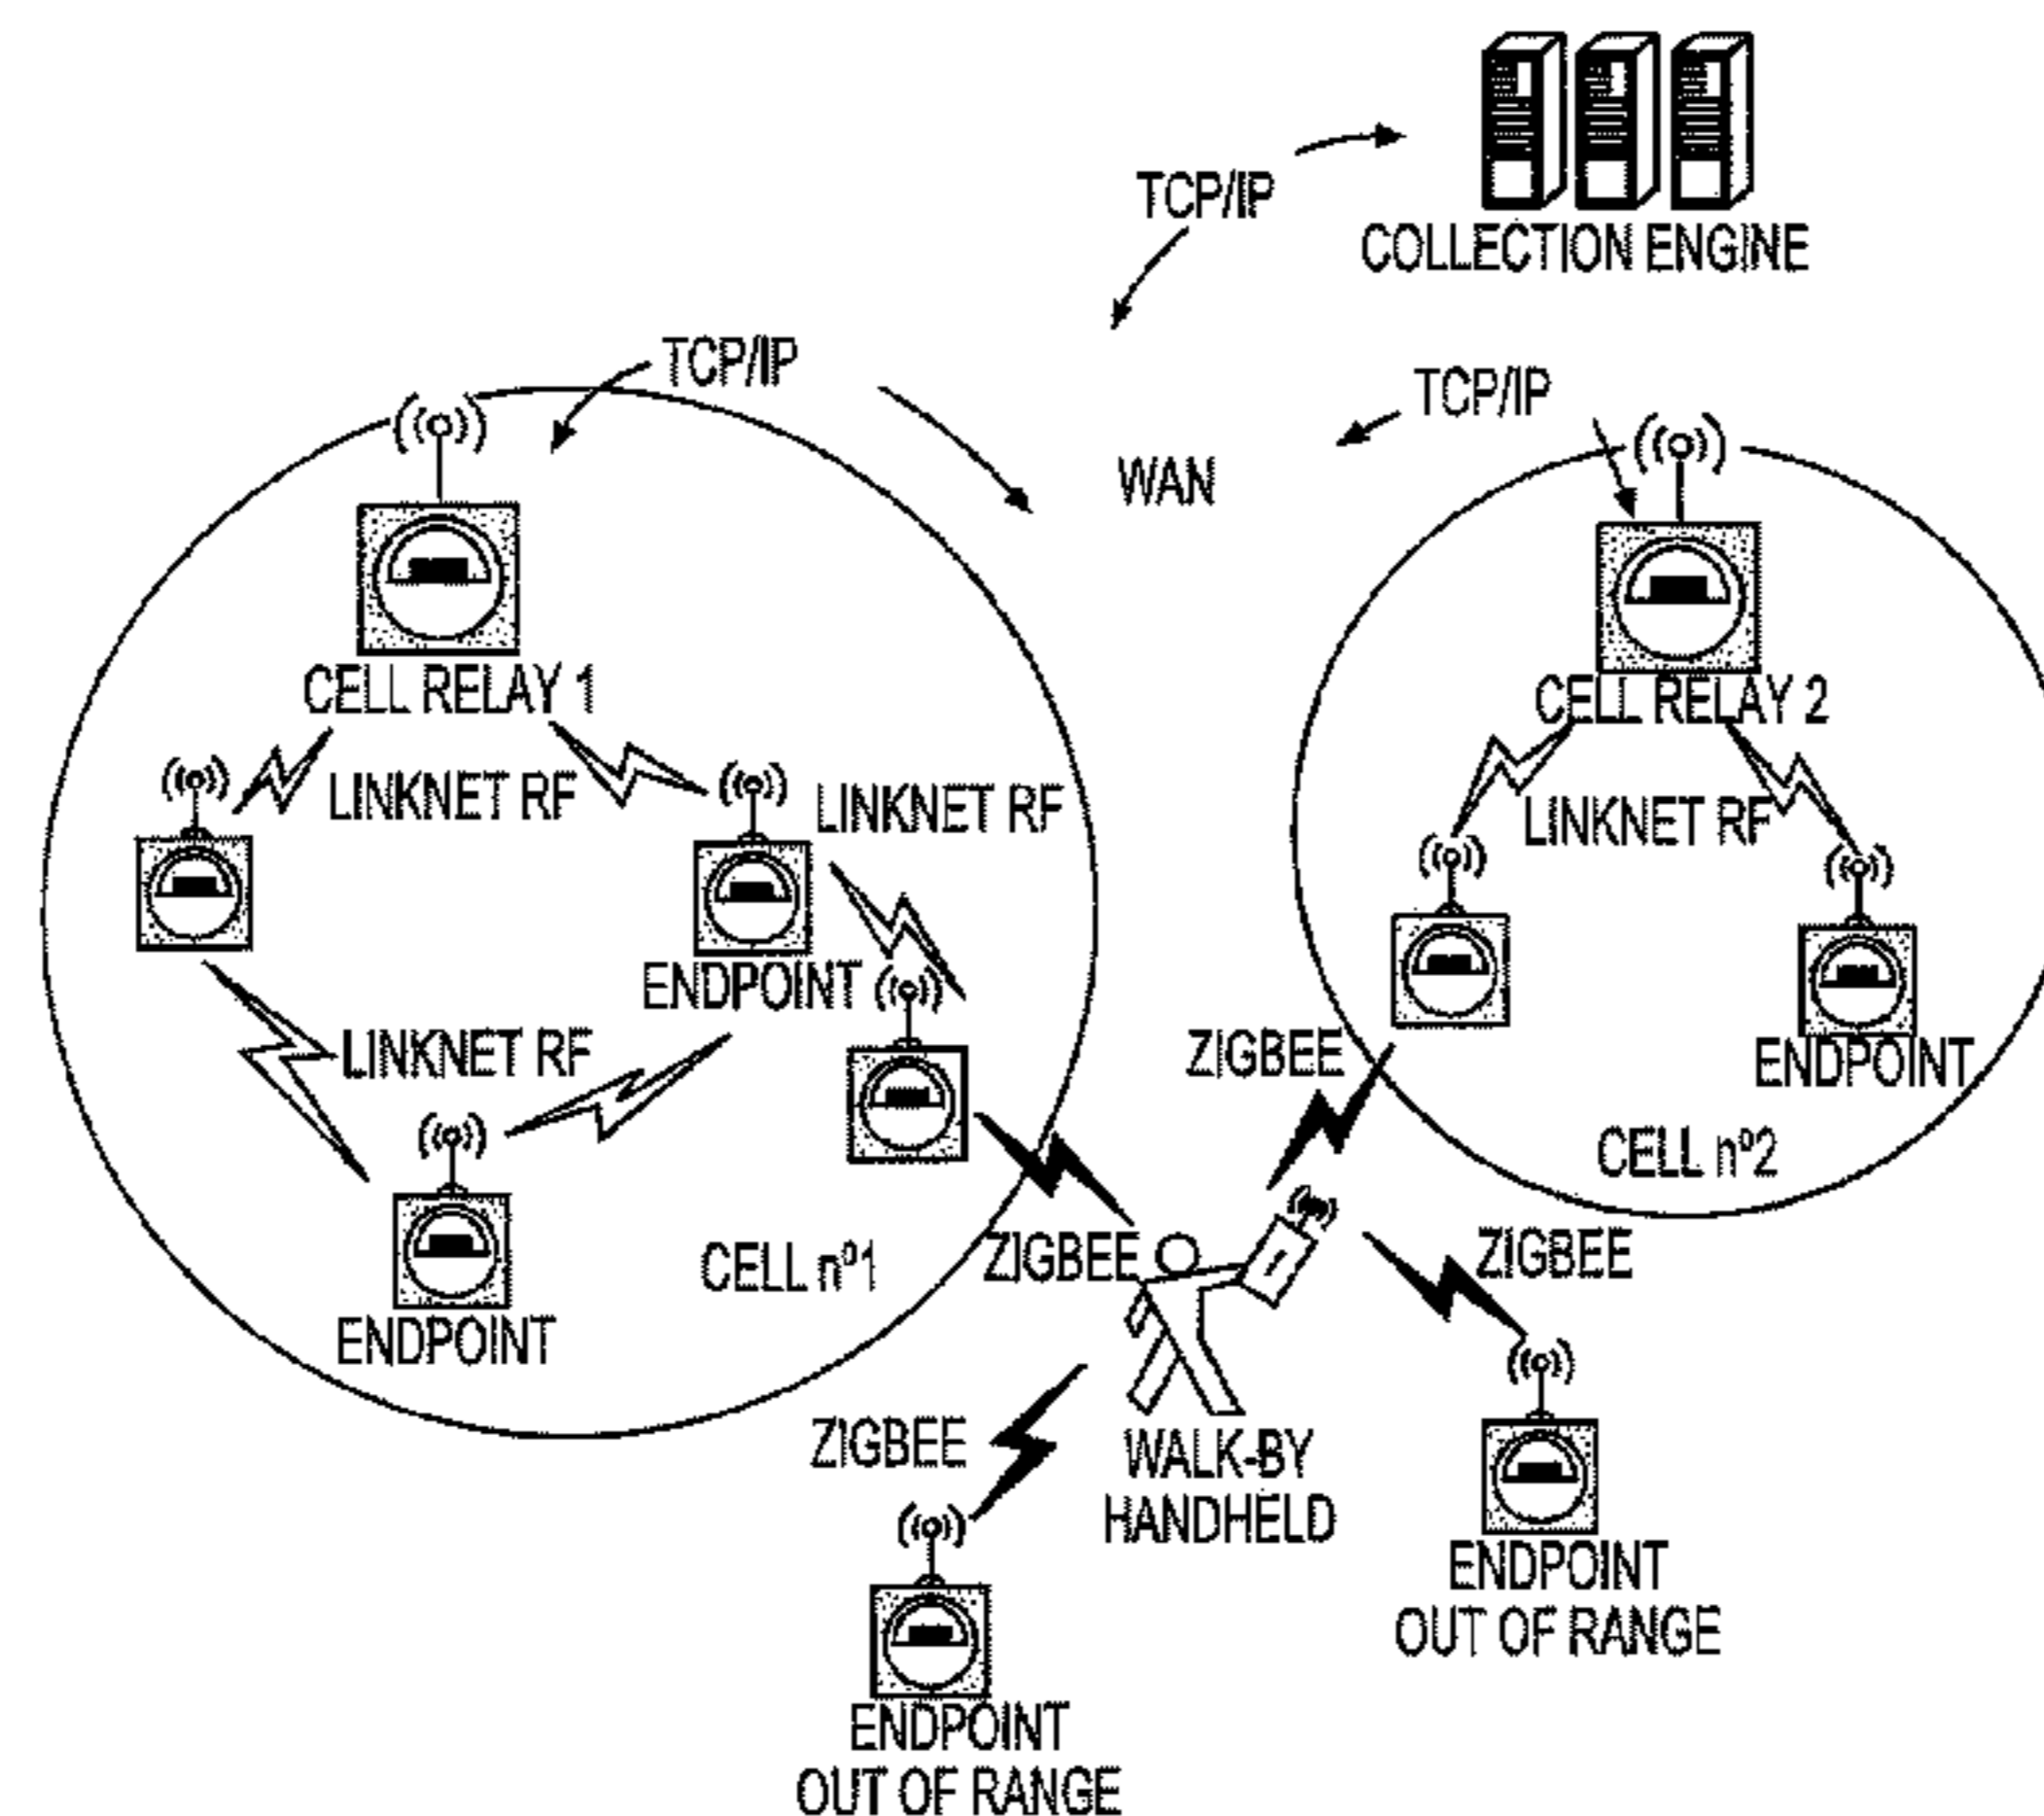 TCP/IP
COLLECTION ENGINE
TCP/IP
TCP/IP
WAN
CELL RELAY 1
CELL RELAY 2
LINKNET RF
LINKNET RF
LINKNET RF
ENDPOINT
LINKNET RF
ZIGBEE
ENDPOINT
CELL nº2
CELL nº1
ZIGBEE
ZIGBEE
ENDPOINT
ZIGBEE
WALK-BY
HANDHELD
ENDPOINT
OUT OF RANGE
ENDPOINT
OUT OF RANGE